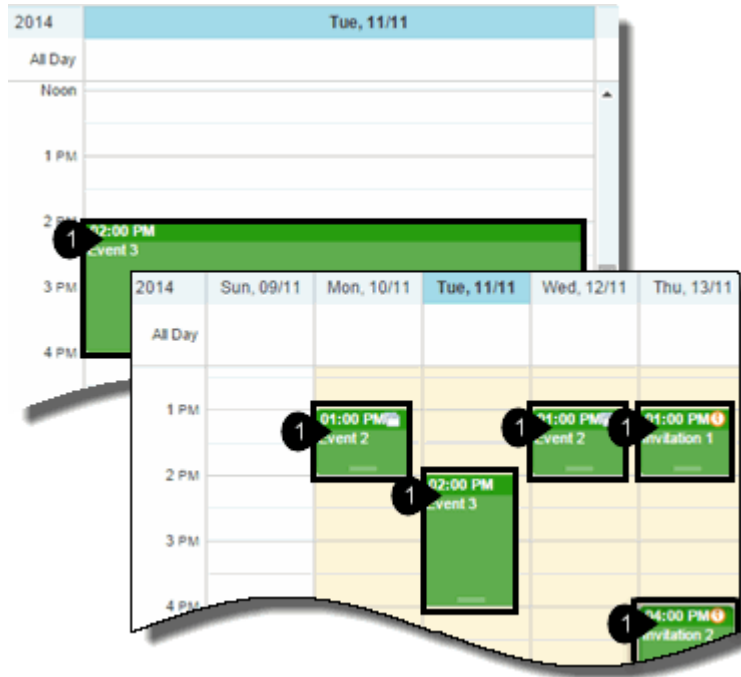 2014 Tue, 11/11
All Day
Noon
1 PM
2 PM
1 02:00 PM
Event 3
3 PM
4 PM
2014 Sun, 09/11 Mon, 10/11 Tue, 11/11 Wed, 12/11 Thu, 13/11
All Day
1 PM
1 01:00 PM 1 01:00 PM 1 01:00 PM
Event 2 Event 2 Invitation 1
2 PM
1 02:00 PM
Event 3
3 PM
4 PM
1 04:00 PM
Invitation 2